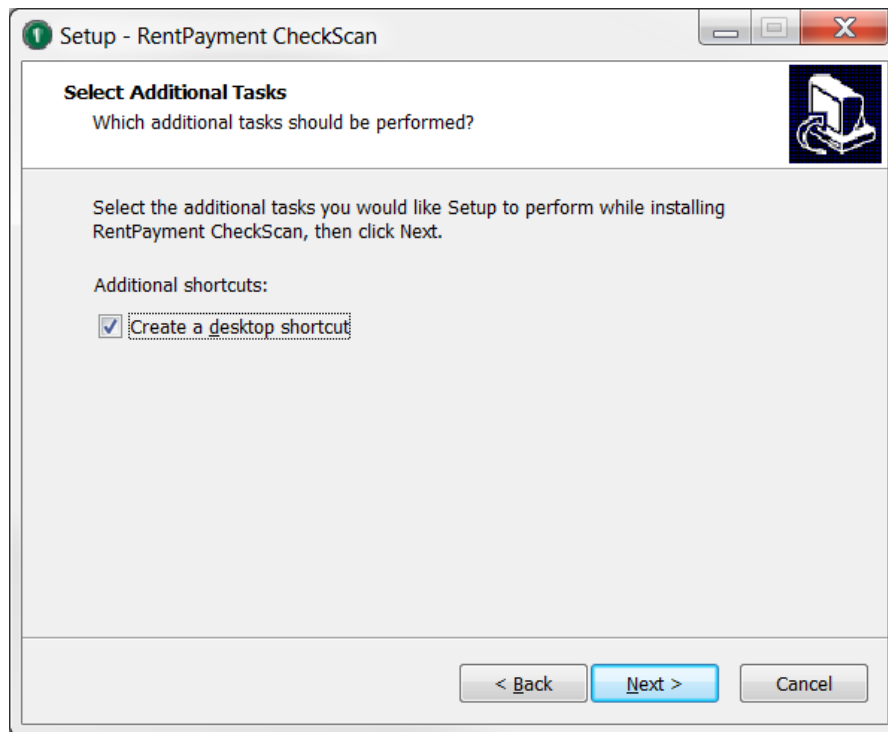 Setup - RentPayment CheckScan
Select Additional Tasks
Which additional tasks should be performed?
Select the additional tasks you would like Setup to perform while installing
RentPayment CheckScan, then click Next.
Additional shortcuts:
Create a desktop shortcut
< Back Next > Cancel